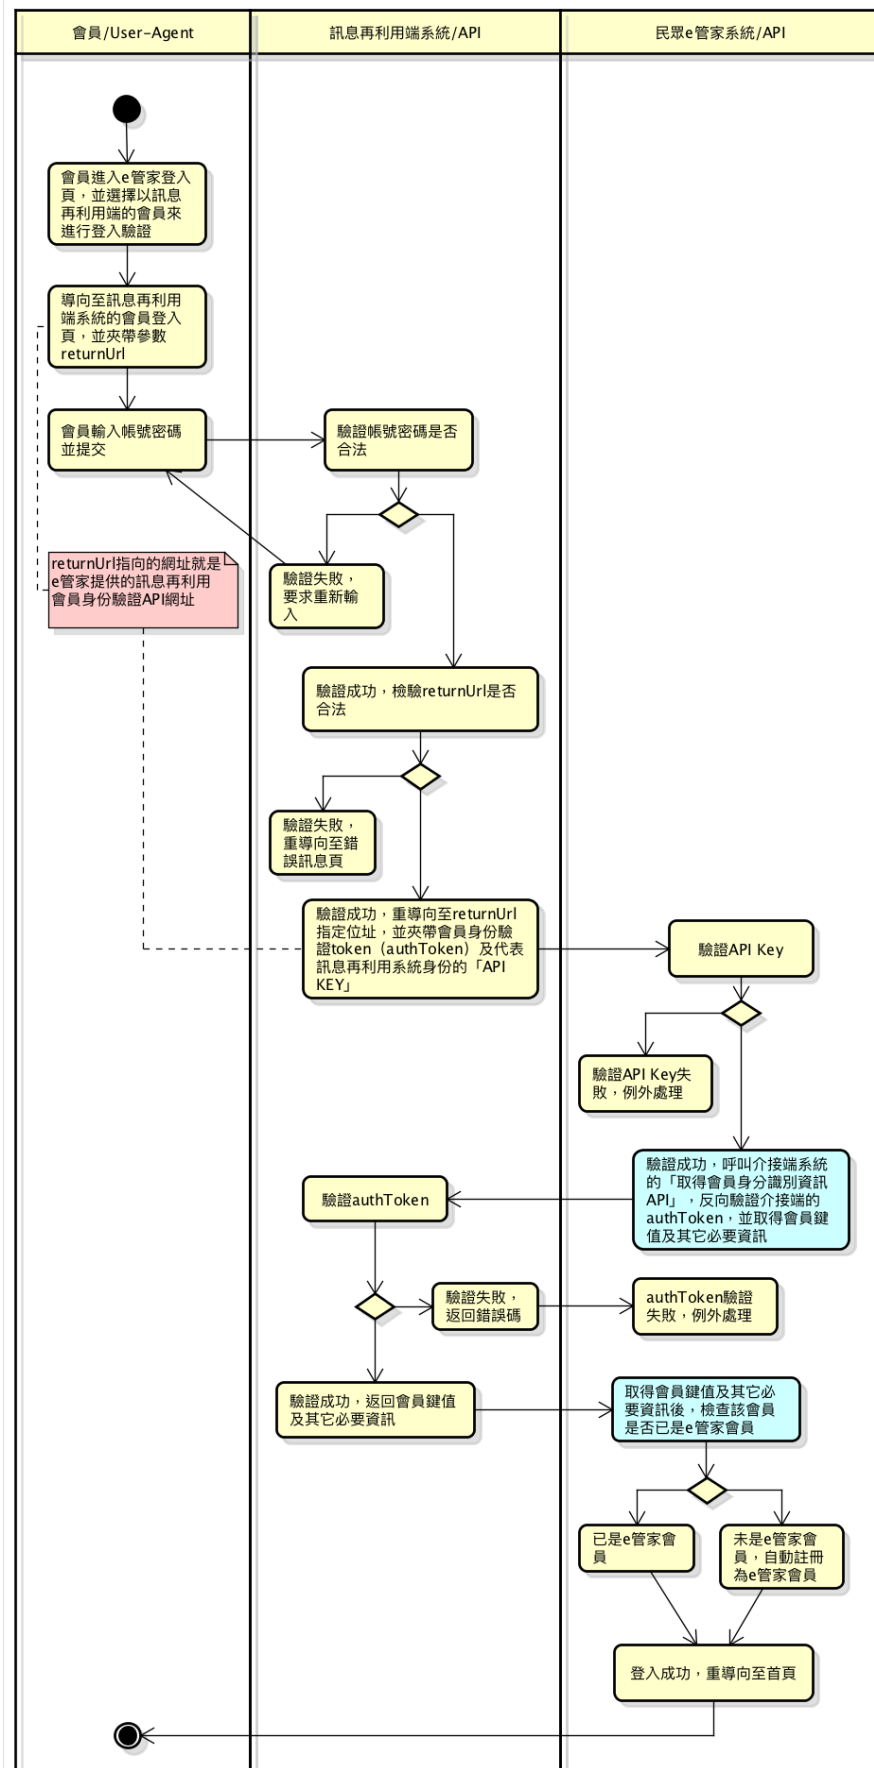 會員/User-Agent
訊息再利用端系統/API
民眾e管家系統/API
會員進入e管家登入
頁，並選擇以訊息
再利用端的會員來
進行登入驗證
導向至訊息再利用
端系統的會員登入
頁，並夾帶參數
returnUrl
會員輸入帳號密碼
並提交
驗證帳號密碼是否
合法
returnUrl指向的網址就是
e管家提供的訊息再利用
會員身份驗證API網址
驗證失敗，
要求重新輸
入
驗證成功，檢驗returnUrl是否
合法
驗證失敗，
重導向至錯
誤訊息頁
驗證成功，重導向至returnUrl
指定位址，並夾帶會員身份驗
證token（authToken）及代表
訊息再利用系統身份的「API
KEY」
驗證API Key
驗證API Key失
敗，例外處理
驗證成功，呼叫介接端系統
的「取得會員身分識別資訊
API」，反向驗證介接端的
authToken，並取得會員鍵
值及其它必要資訊
驗證authToken
驗證失敗，
返回錯誤碼
authToken驗證
失敗，例外處理
驗證成功，返回會員鍵值
及其它必要資訊
取得會員鍵值及其它必
要資訊後，檢查該會員
是否已是e管家會員
已是e管家會
員
未是e管家會
員，自動註冊
為e管家會員
登入成功，重導向至首頁